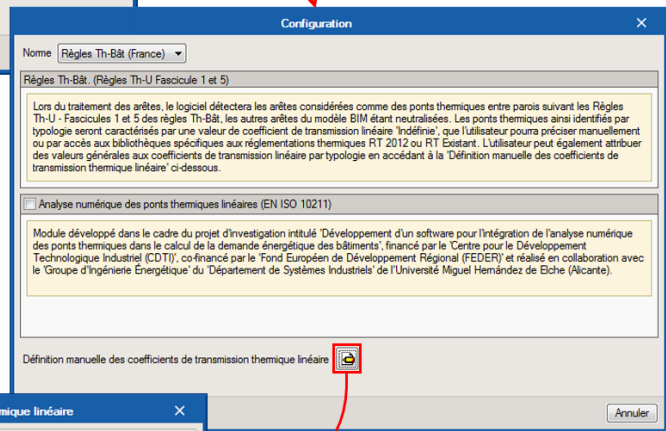 Configuration
Norme Règles Th-Bât (France)
Règles Th-Bât. (Règles Th-U Fascicule 1 et 5)
Lors du traitement des arêtes, le logiciel détectera les arêtes considérées comme des ponts thermiques entre parois suivant les Règles
Th-U - Fascicules 1 et 5 des règles Th-Bât, les autres arêtes du modèle BIM étant neutralisées. Les ponts thermiques ainsi identifiés par
typologie seront caractérisés par une valeur de coefficient de transmission linéaire 'Indéfinie', que l'utilisateur pourra préciser manuellement
ou par accès aux bibliothèques spécifiques aux réglementations thermiques RT 2012 ou RT Existant. L'utilisateur peut également attribuer
des valeurs générales aux coefficients de transmission linéaire par typologie en accédant à la 'Définition manuelle des coefficients de
transmission thermique linéaire' ci-dessous.
Analyse numérique des ponts thermiques linéaires (EN ISO 10211)
Module développé dans le cadre du projet d'investigation intitulé 'Développement d'un software pour l'intégration de l'analyse numérique
des ponts thermiques dans le calcul de la demande énergétique des bâtiments', financé par le 'Centre pour le Développement
Technologique Industriel (CDTI)', co-financé par le 'Fond Européen de Développement Régional (FEDER)' et réalisé en collaboration avec
le 'Groupe d'Ingénierie Énergétique' du 'Département de Systèmes Industriels' de l'Université Miguel Hernández de Elche (Alicante).
Définition manuelle des coefficients de transmission thermique linéaire
Annuler
mique linéaire